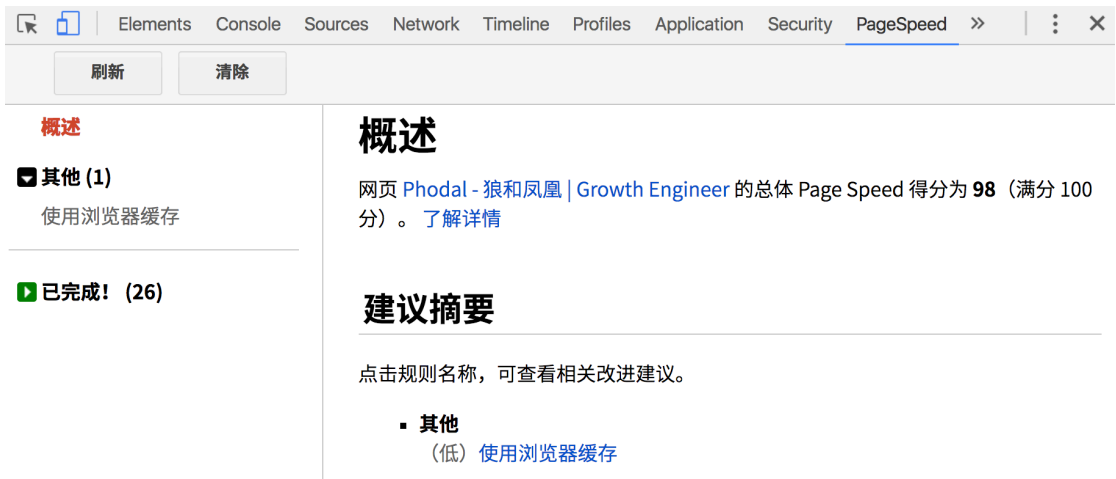 Elements Console Sources Network Timeline Profiles Application Security PageSpeed »
刷新 清除
概述
其他 (1)
使用浏览器缓存
已完成！ (26)
概述
网页 Phodal - 狼和凤凰 | Growth Engineer 的总体 Page Speed 得分为 98（满分 100
分）。 了解详情
建议摘要
点击规则名称，可查看相关改进建议。
其他
（低）使用浏览器缓存